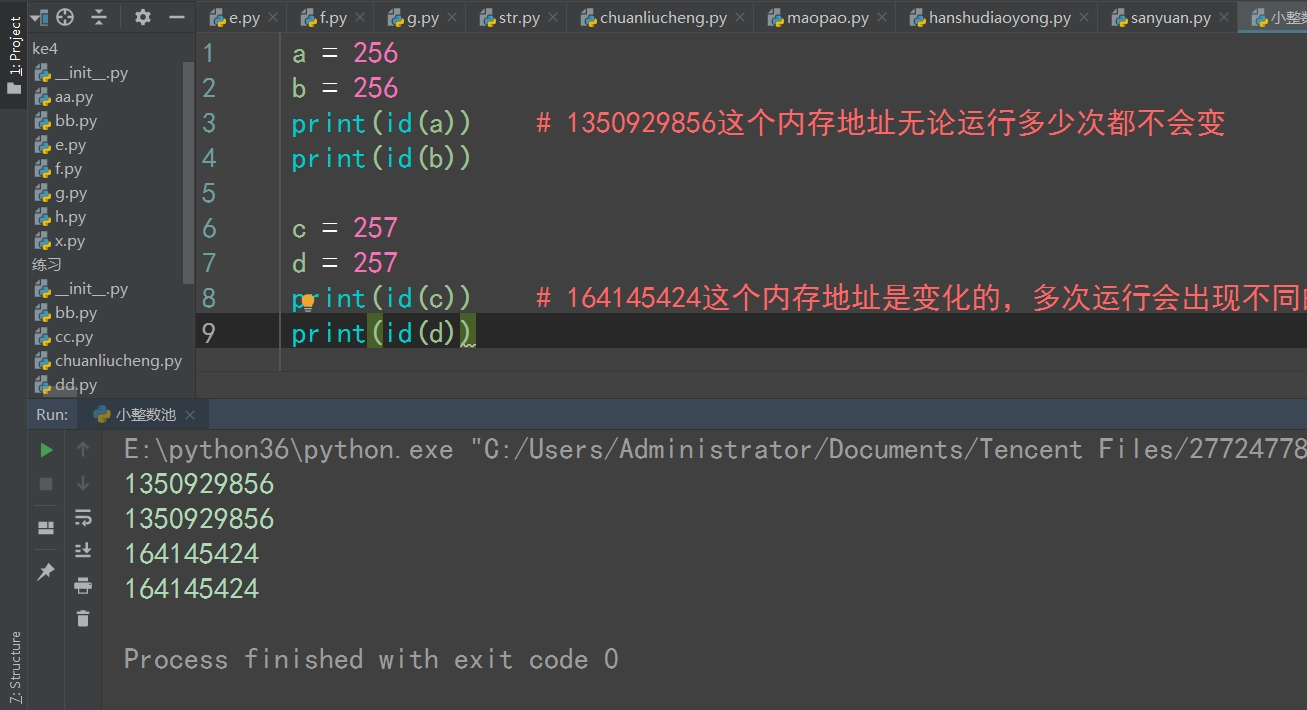 1: Project
e.py
f.py
g.py
str.py
chuanliucheng.py
maopao.py
hanshudiaoyong.py
sanyuan.py
小整数
ke4
__init__.py
aa.py
bb.py
e.py
f.py
g.py
h.py
x.py
练习
__init__.py
bb.py
cc.py
chuanliucheng.py
dd.py
1 a = 256
2 b = 256
3 print(id(a)) # 1350929856这个内存地址无论运行多少次都不会变
4 print(id(b))
5
6 c = 257
7 d = 257
8 print(id(c)) # 164145424这个内存地址是变化的，多次运行会出现不同的
9 print(id(d))
Run: 小整数池
E:\python36\python.exe "C:/Users/Administrator/Documents/Tencent Files/27724778
1350929856
1350929856
164145424
164145424
Process finished with exit code 0
7: Structure